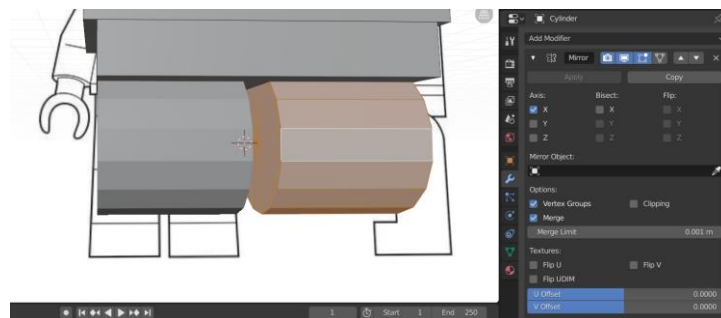 Cylinder
Add Modifier
Mirror
Apply
Copy
Axis:
Bisect:
Flip:
X
X
X
Y
Y
Y
Z
Z
Z
Mirror Object:
Options:
Vertex Groups
Clipping
Merge
Merge Limit
0.001 m
Textures:
Flip U
Flip V
Flip UDIM
U Offset
0.0000
V Offset
0.0000
1
Start
1
End
250